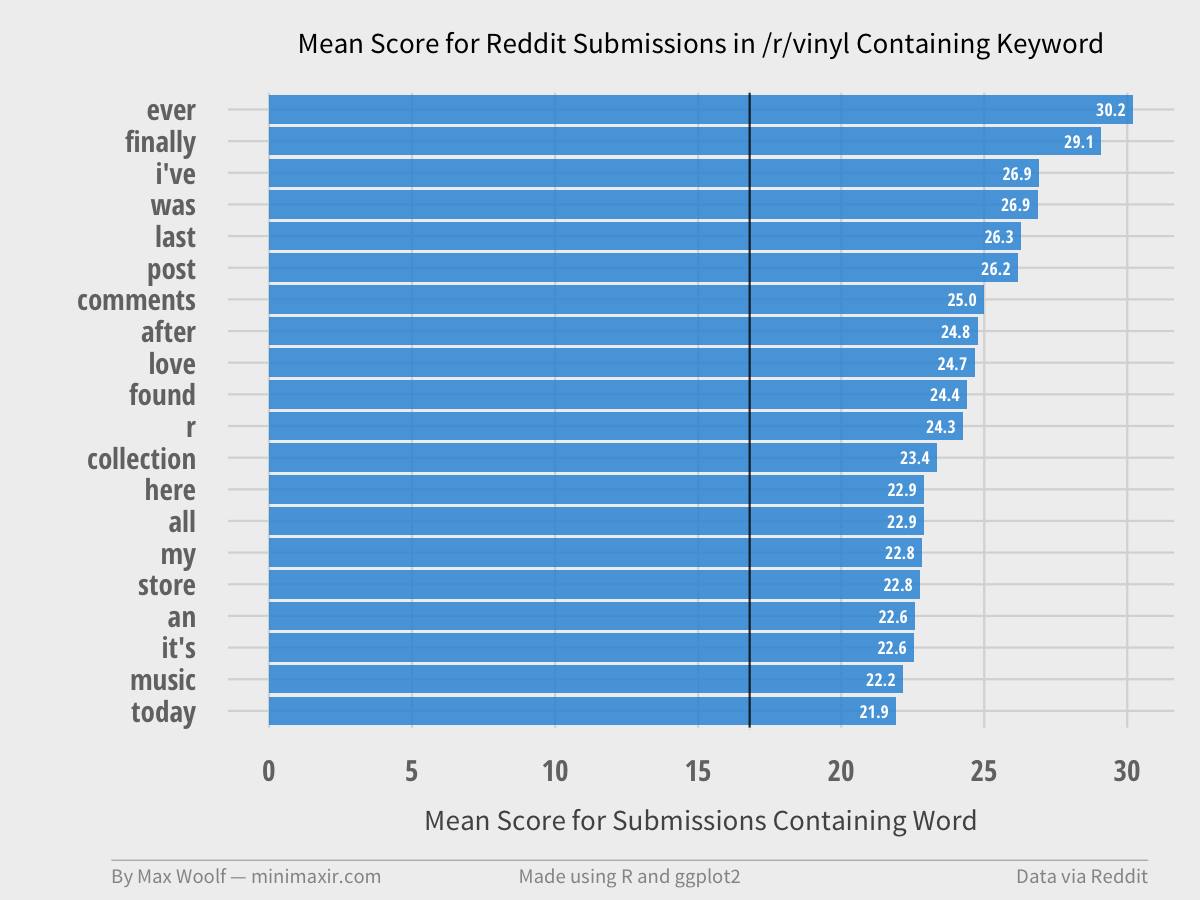 Mean Score for Reddit Submissions in /r/vinyl Containing Keyword
ever 30.2
finally 29.1
i've 26.9
was 26.9
last 26.3
post 26.2
comments 25.0
after 24.8
love 24.7
found 24.4
r 24.3
collection 23.4
here 22.9
all 22.9
my 22.8
store 22.8
an 22.6
it's 22.6
music 22.2
today 21.9
0 5 10 15 20 25 30
Mean Score for Submissions Containing Word
By Max Woolf — minimaxir.com Made using R and ggplot2 Data via Reddit